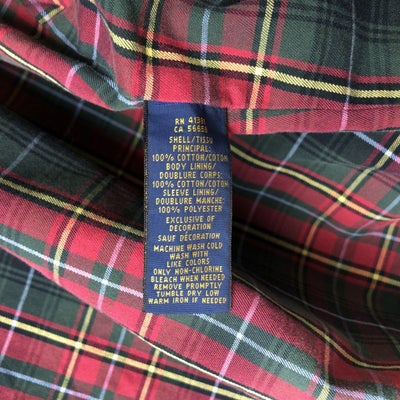 RN 41381
CA 56658
SHELL/TISSU
PRINCIPAL:
100% COTTON/COTON
BODY LINING/
DOUBLURE CORPS:
100% COTTON/COTON
SLEEVE LINING/
DOUBLURE MANCHE:
100% POLYESTER
EXCLUSIVE OF
DECORATION
SAUF DÉCORATION
MACHINE WASH COLD
WASH WITH
LIKE COLORS
ONLY NON-CHLORINE
BLEACH WHEN NEEDED
REMOVE PROMPTLY
TUMBLE DRY LOW
WARM IRON IF NEEDED